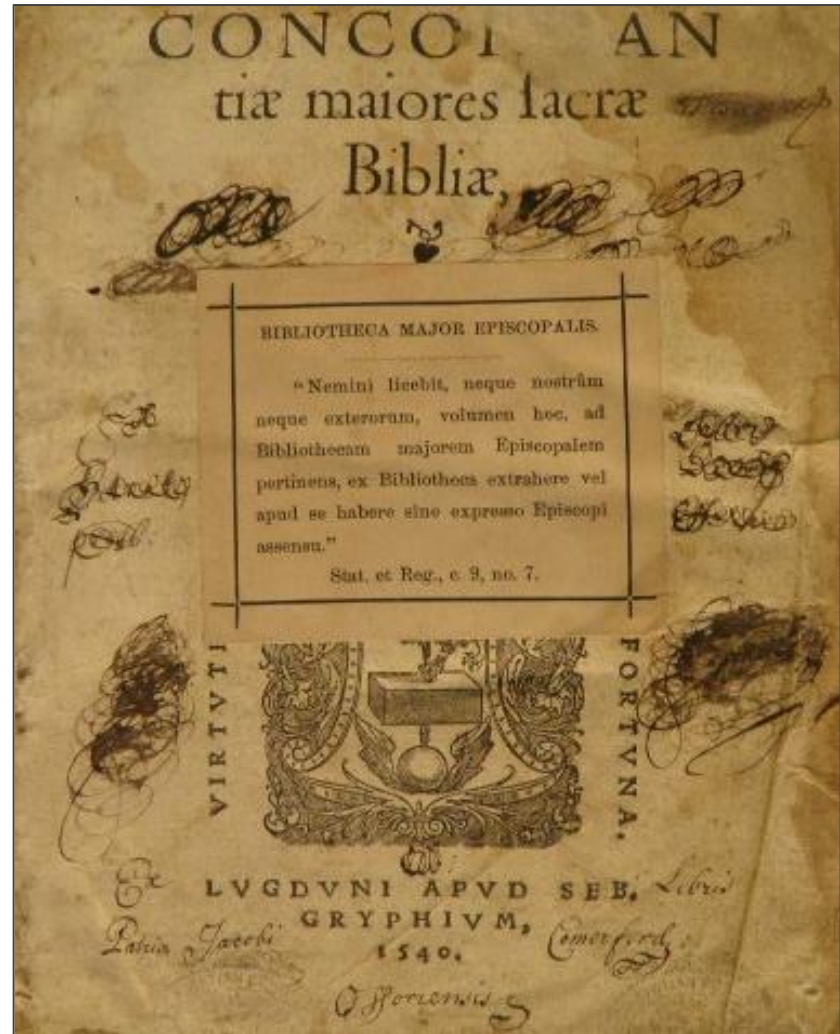 CONCO AN
tiæ maiores sacræ
Bibliæ,
BIBLIOTHECA MAJOR EPISCOPALIS.
"Nemini licebit, neque nostrûm
neque exterorum, volumen hoc, ad
Bibliothecam majorem Episcopalem
pertinens, ex Bibliotheca extrahere vel
apud se habere sine expresso Episcopi
assensu."
Stat. et Reg., c. 9, no. 7.
VIRTVTI
FORTVNA.
Ex Libris
LVGDVNI APVD SEB.
GRYPHIVM,
Patris Jacobi Comerford
1540.
Ossoriensis